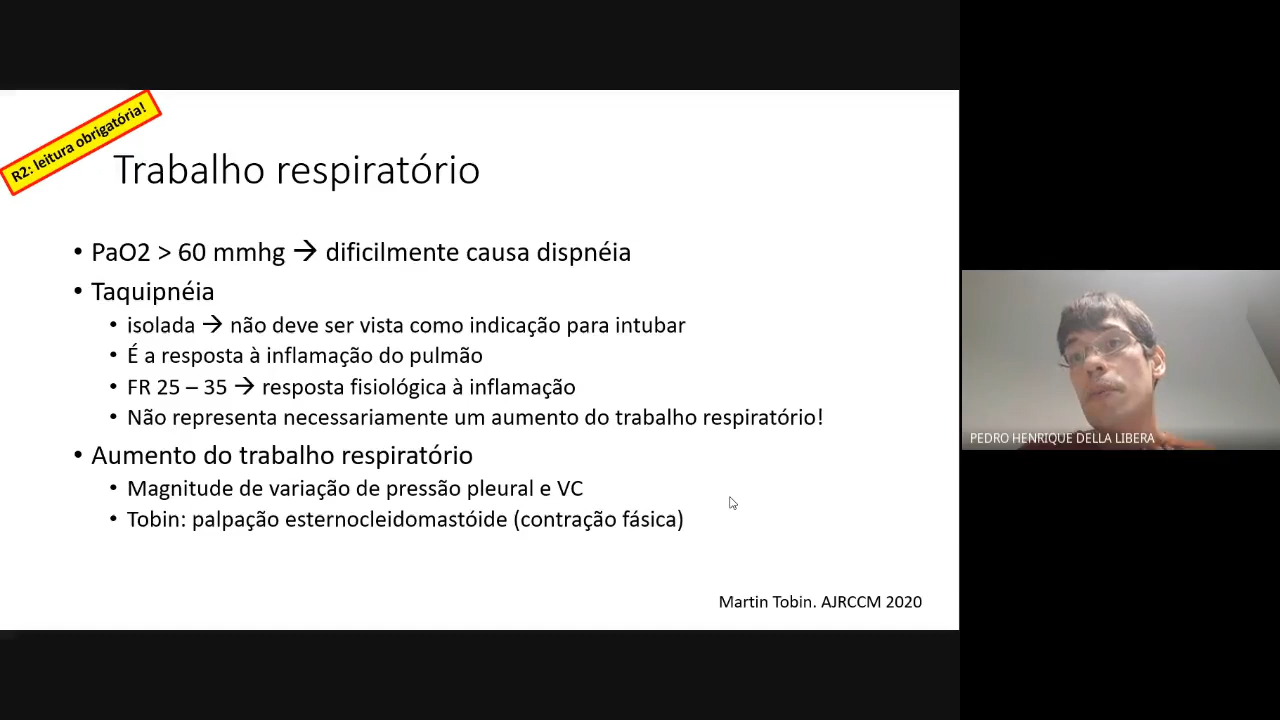 R2: leitura obrigatória!
Trabalho respiratório
• PaO2 > 60 mmhg → dificilmente causa dispnéia
• Taquipnéia
• isolada → não deve ser vista como indicação para intubar
• É a resposta à inflamação do pulmão
• FR 25 – 35 → resposta fisiológica à inflamação
• Não representa necessariamente um aumento do trabalho respiratório!
• Aumento do trabalho respiratório
• Magnitude de variação de pressão pleural e VC
• Tobin: palpação esternocleidomastóide (contração fásica)
Martin Tobin. AJRCCM 2020
PEDRO HENRIQUE DELLA LIBERA